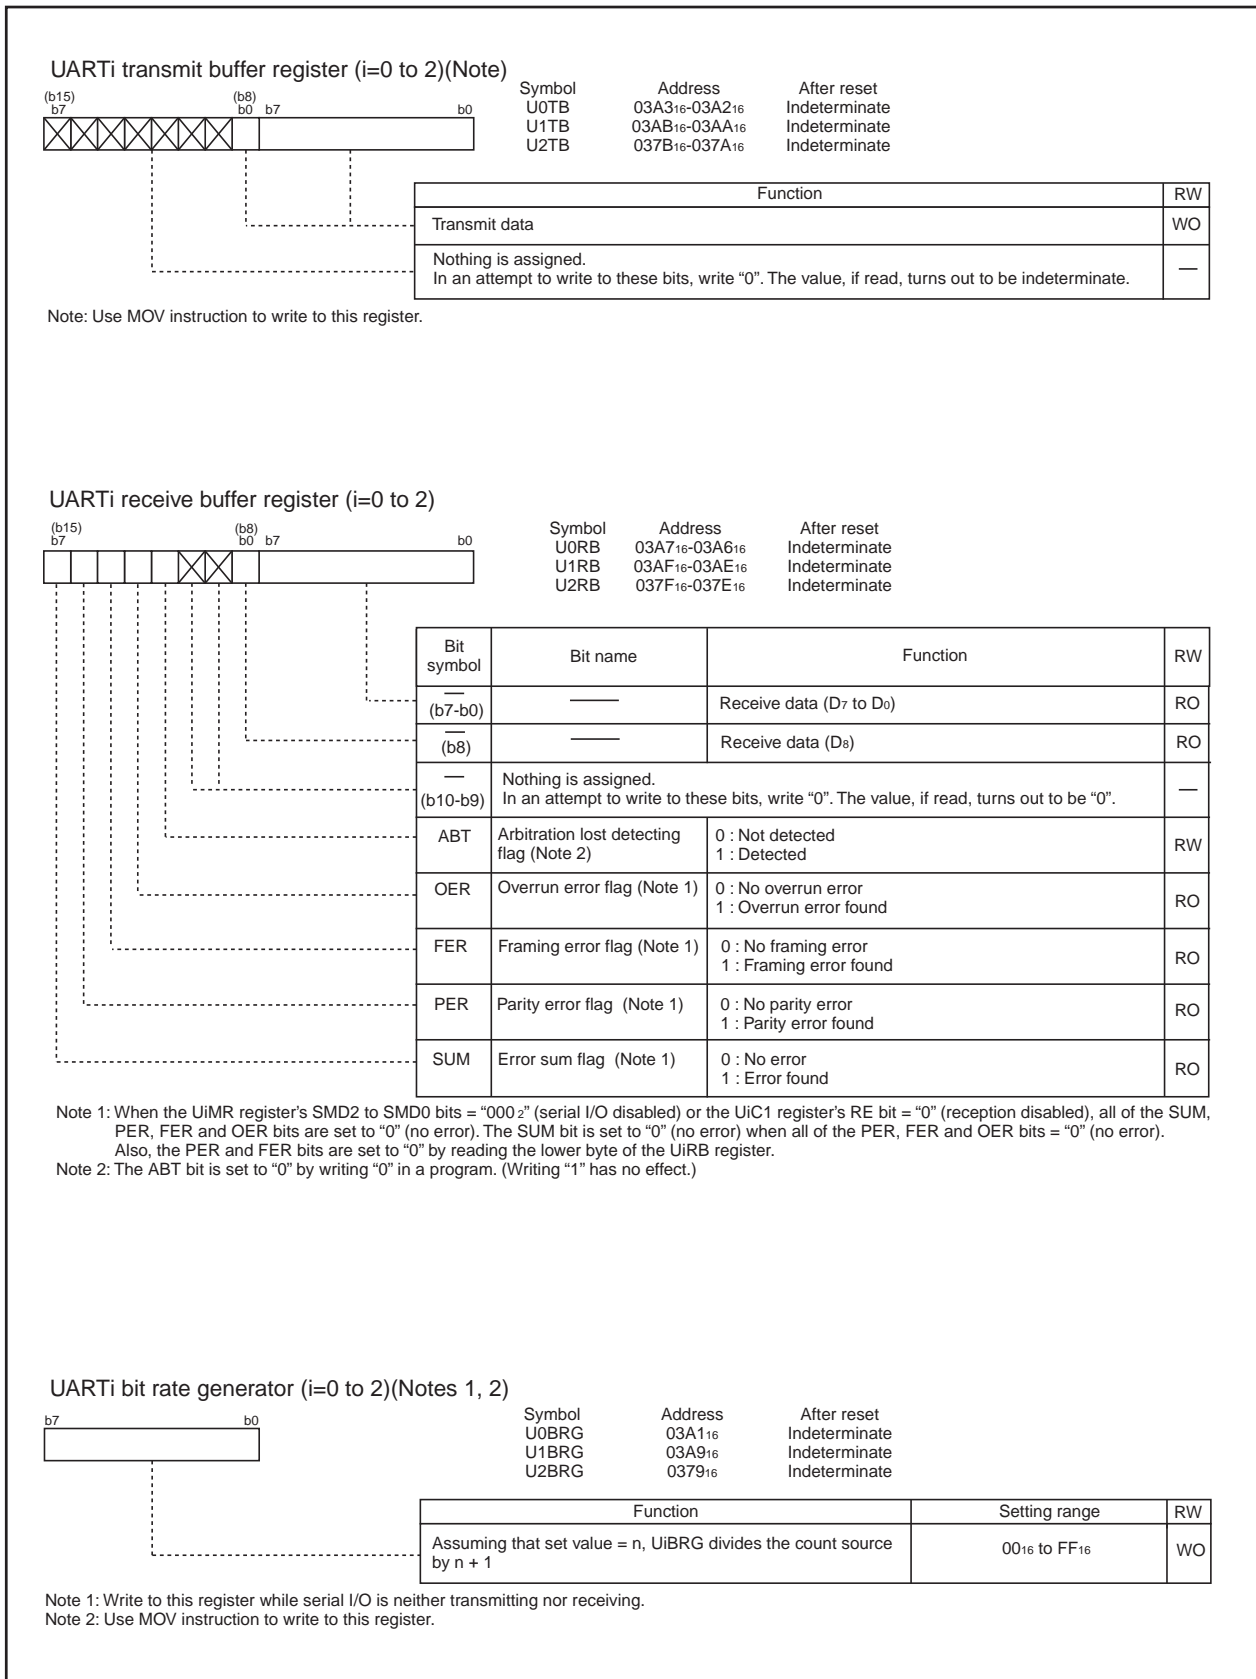 UARTi transmit buffer register (i=0 to 2)(Note)
(b15) (b8)
b7 b0 b7 b0
Symbol Address After reset
U0TB 03A316-03A216 Indeterminate
U1TB 03AB16-03AA16 Indeterminate
U2TB 037B16-037A16 Indeterminate
Function RW
Transmit data WO
Nothing is assigned.
In an attempt to write to these bits, write “0”. The value, if read, turns out to be indeterminate. —
Note: Use MOV instruction to write to this register.
UARTi receive buffer register (i=0 to 2)
(b15) (b8)
b7 b0 b7 b0
Symbol Address After reset
U0RB 03A716-03A616 Indeterminate
U1RB 03AF16-03AE16 Indeterminate
U2RB 037F16-037E16 Indeterminate
Bit symbol Bit name Function RW
— (b7-b0) — Receive data (D7 to D0) RO
— (b8) — Receive data (D8) RO
— (b10-b9) Nothing is assigned.
In an attempt to write to these bits, write “0”. The value, if read, turns out to be “0”. —
ABT Arbitration lost detecting 0 : Not detected
flag (Note 2) 1 : Detected RW
OER Overrun error flag (Note 1) 0 : No overrun error
1 : Overrun error found RO
FER Framing error flag (Note 1) 0 : No framing error
1 : Framing error found RO
PER Parity error flag (Note 1) 0 : No parity error
1 : Parity error found RO
SUM Error sum flag (Note 1) 0 : No error
1 : Error found RO
Note 1: When the UiMR register’s SMD2 to SMD0 bits = “0002” (serial I/O disabled) or the UiC1 register’s RE bit = “0” (reception disabled), all of the SUM,
PER, FER and OER bits are set to “0” (no error). The SUM bit is set to “0” (no error) when all of the PER, FER and OER bits = “0” (no error).
Also, the PER and FER bits are set to “0” by reading the lower byte of the UiRB register.
Note 2: The ABT bit is set to “0” by writing “0” in a program. (Writing “1” has no effect.)
UARTi bit rate generator (i=0 to 2)(Notes 1, 2)
b7 b0
Symbol Address After reset
U0BRG 03A116 Indeterminate
U1BRG 03A916 Indeterminate
U2BRG 037916 Indeterminate
Function Setting range RW
Assuming that set value = n, UiBRG divides the count source
by n + 1 0016 to FF16 WO
Note 1: Write to this register while serial I/O is neither transmitting nor receiving.
Note 2: Use MOV instruction to write to this register.